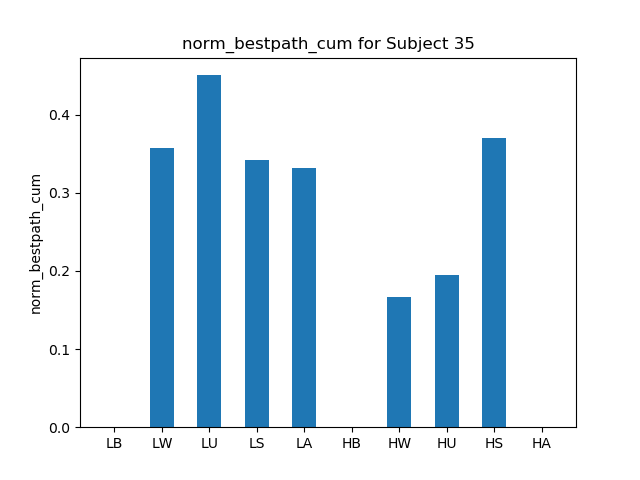 norm_bestpath_cum for Subject 35
norm_bestpath_cum
0.4
0.3
0.2
0.1
0.0
LB LW LU LS LA HB HW HU HS HA